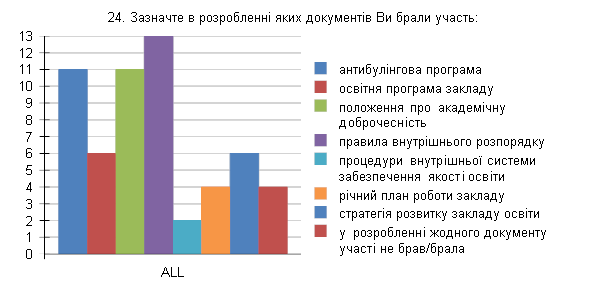 24. Зазначте в розробленні яких документів Ви брали участь:
13
12
11
10
9
8
7
6
5
4
3
2
1
0
ALL
антибулінгова програма
освітня програма закладу
положення про академічну
доброчесність
правила внутрішнього розпорядку
процедури внутрішньої системи
забезпечення якості освіти
річний план роботи закладу
стратегія розвитку закладу освіти
у розробленні жодного документу
участі не брав/брала